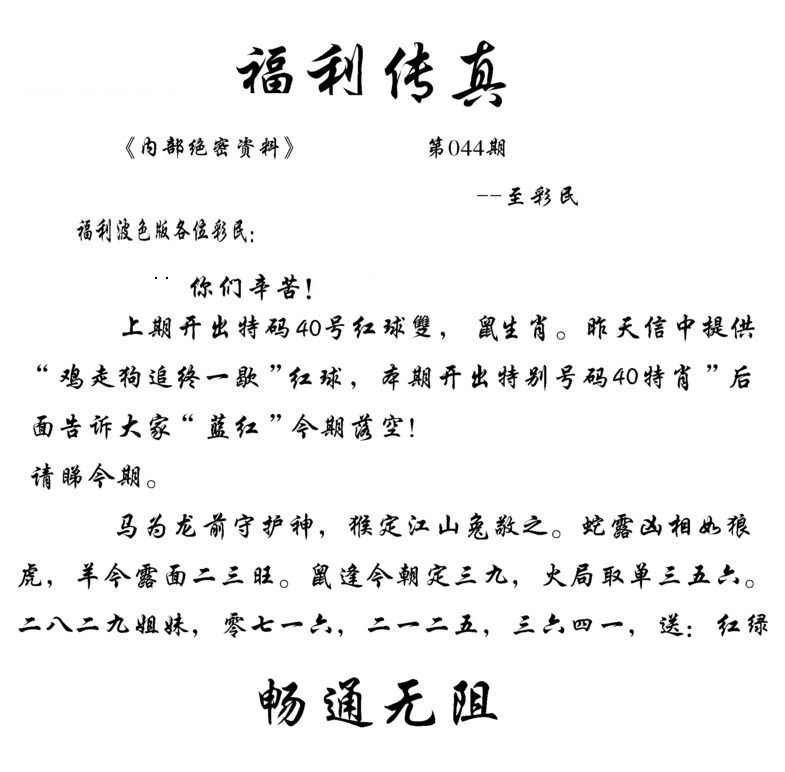 福利传真
《内部绝密资料》 第044期
--至彩民
福利波色版各位彩民:
你们辛苦!
上期开出特码40号红球雙，鼠生肖。昨天信中提供
“鸡走狗追终一歇”红球，本期开出特别号码40特肖”后
面告诉大家“蓝红”今期落空!
请睇今期。
马为龙前守护神，猴定江山兔敬之。蛇露凶相如狼
虎，羊今露面二三旺。鼠逢今朝定三九，火局取单三五六。
二八二九姐妹，零七一六，二一二五，三六四一，送：红绿
畅通无阻